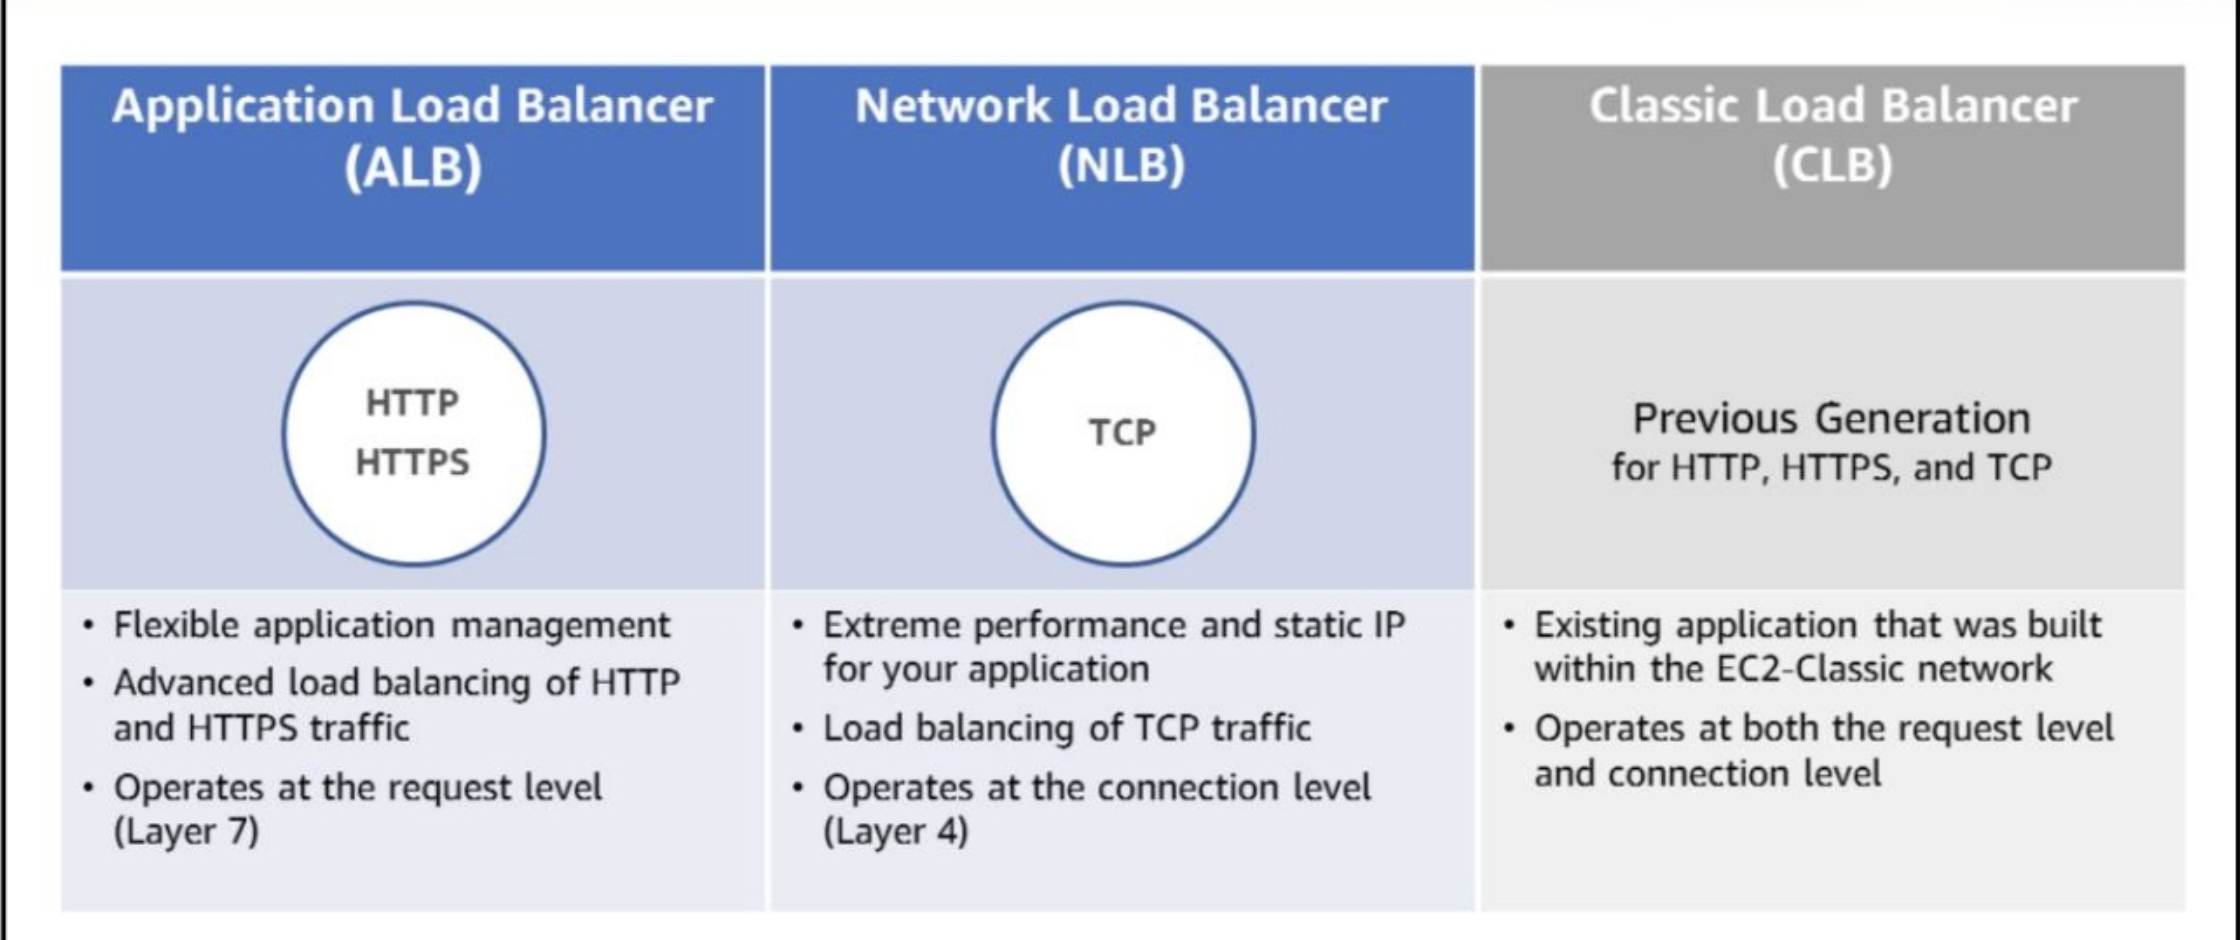 Application Load Balancer
(ALB)
Network Load Balancer
(NLB)
Classic Load Balancer
(CLB)
HTTP
HTTPS
TCP
Previous Generation
for HTTP, HTTPS, and TCP
• Flexible application management
• Advanced load balancing of HTTP
and HTTPS traffic
• Operates at the request level
(Layer 7)
• Extreme performance and static IP
for your application
• Load balancing of TCP traffic
• Operates at the connection level
(Layer 4)
• Existing application that was built
within the EC2-Classic network
• Operates at both the request level
and connection level